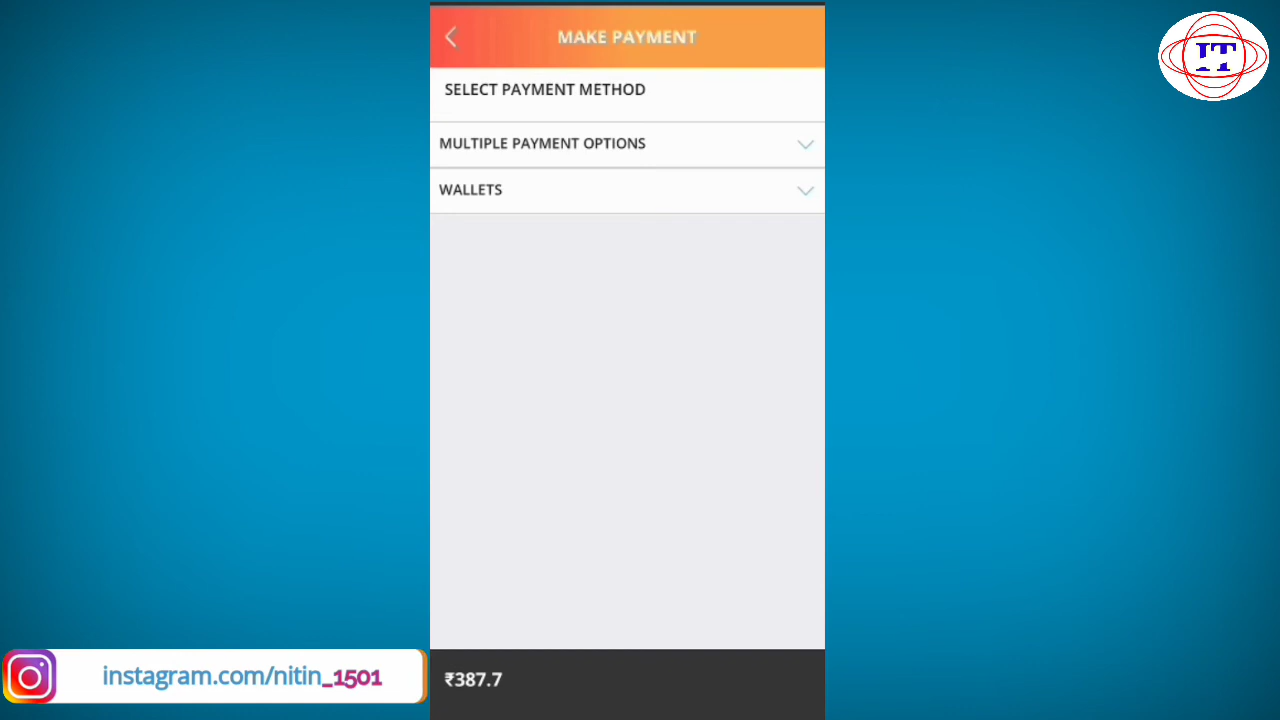 MAKE PAYMENT
IT
SELECT PAYMENT METHOD
MULTIPLE PAYMENT OPTIONS
WALLETS
instagram.com/nitin_1501
₹387.7